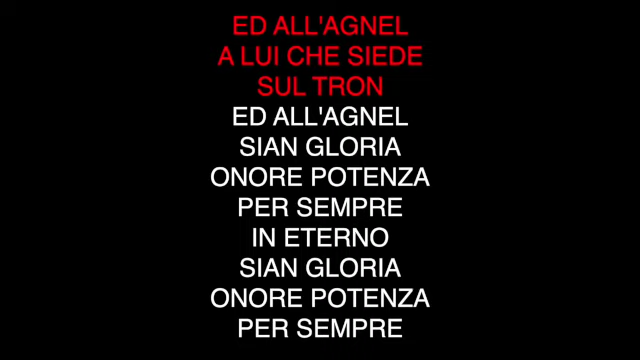 ED ALL'AGNEL
A LUI CHE SIEDE
SUL TRON
ED ALL'AGNEL
SIAN GLORIA
ONORE POTENZA
PER SEMPRE
IN ETERNO
SIAN GLORIA
ONORE POTENZA
PER SEMPRE